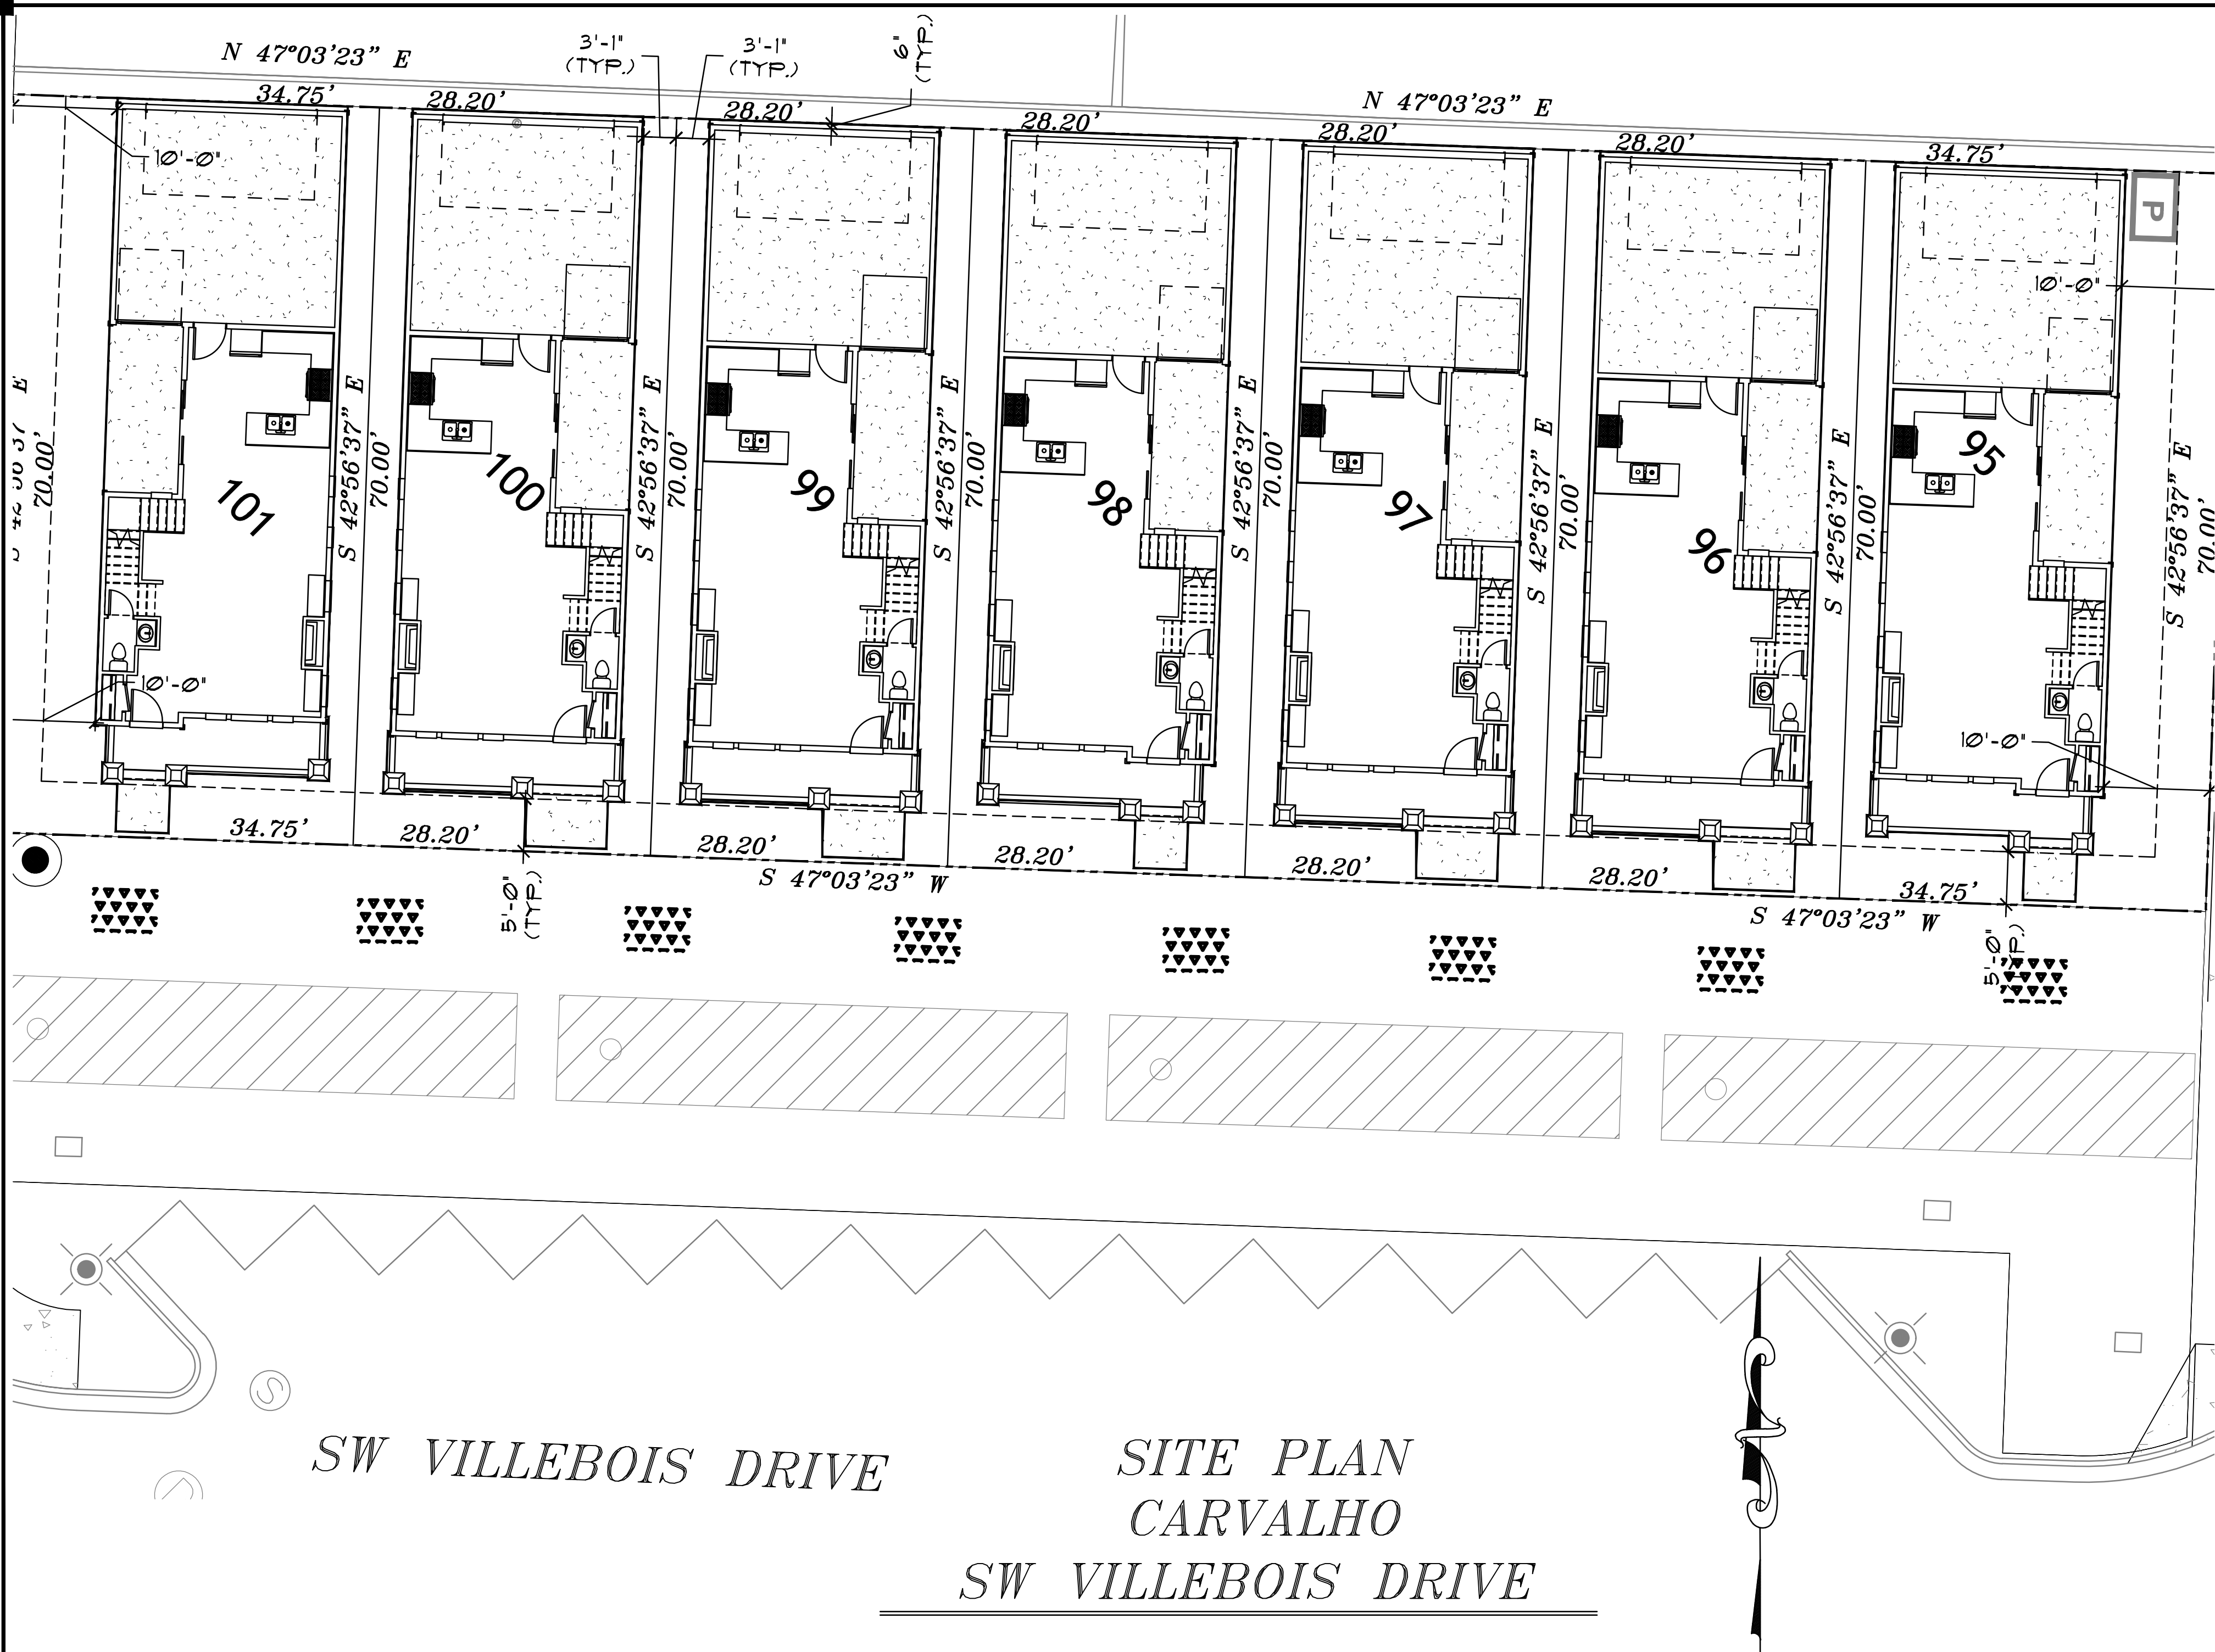 N 47°03'23" E
3'-1"
(TYP.)
3'-1"
(TYP.)
6"
(TYP.)
N 47°03'23" E
34.75'
28.20'
28.20'
28.20'
28.20'
28.20'
34.75'
10'-0"
P
10'-0"
70.00'
S 42°56'37" E
70.00'
S 42°56'37" E
70.00'
S 42°56'37" E
70.00'
S 42°56'37" E
70.00'
S 42°56'37" E
70.00'
S 42°56'37" E
70.00'
S 42°56'37" E
70.00'
101
100
99
98
97
96
95
10'-0"
10'-0"
34.75'
28.20'
28.20'
28.20'
28.20'
28.20'
34.75'
5'-0"
(TYP.)
S 47°03'23" W
S 47°03'23" W
5'-0"
S
SW VILLEBOIS DRIVE
SITE PLAN
CARVALHO
SW VILLEBOIS DRIVE